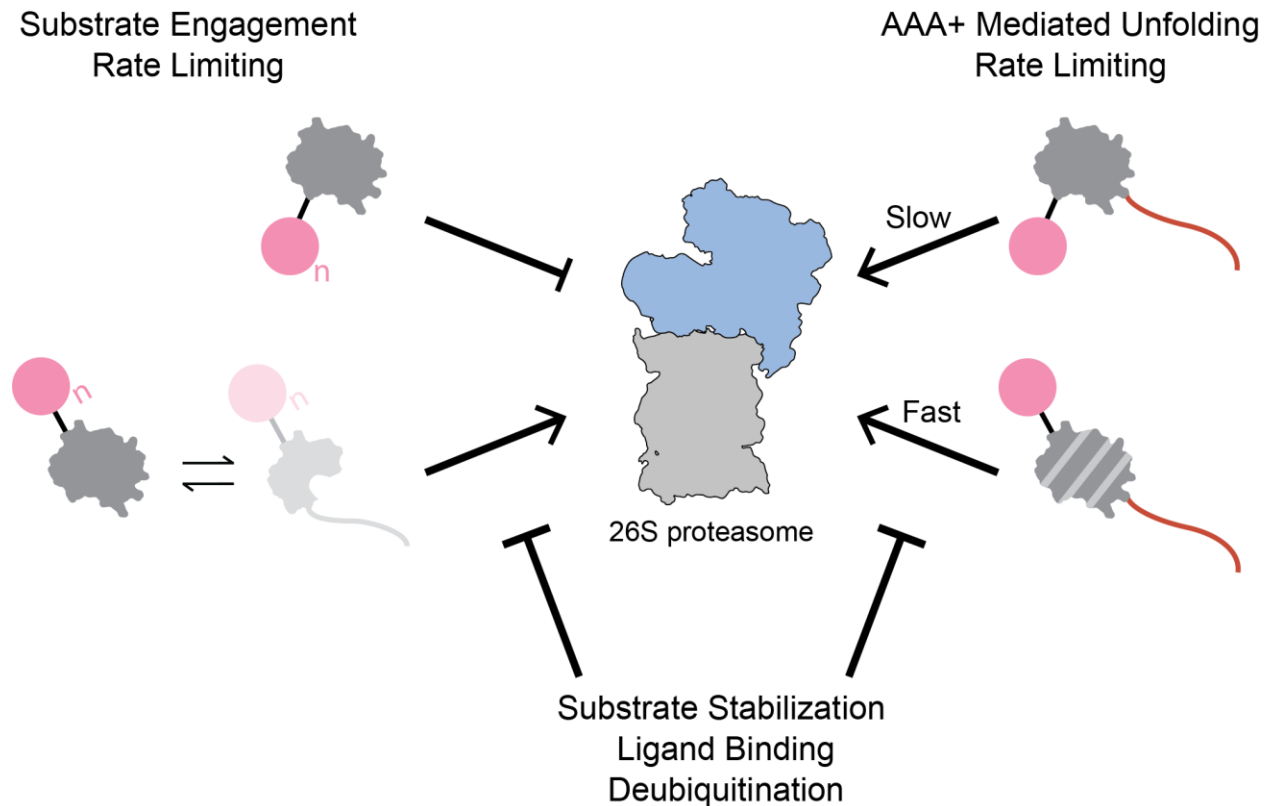 Substrate Engagement
Rate Limiting
AAA+ Mediated Unfolding
Rate Limiting
n
Slow
n
n
Fast
26S proteasome
Substrate Stabilization
Ligand Binding
Deubiquitination